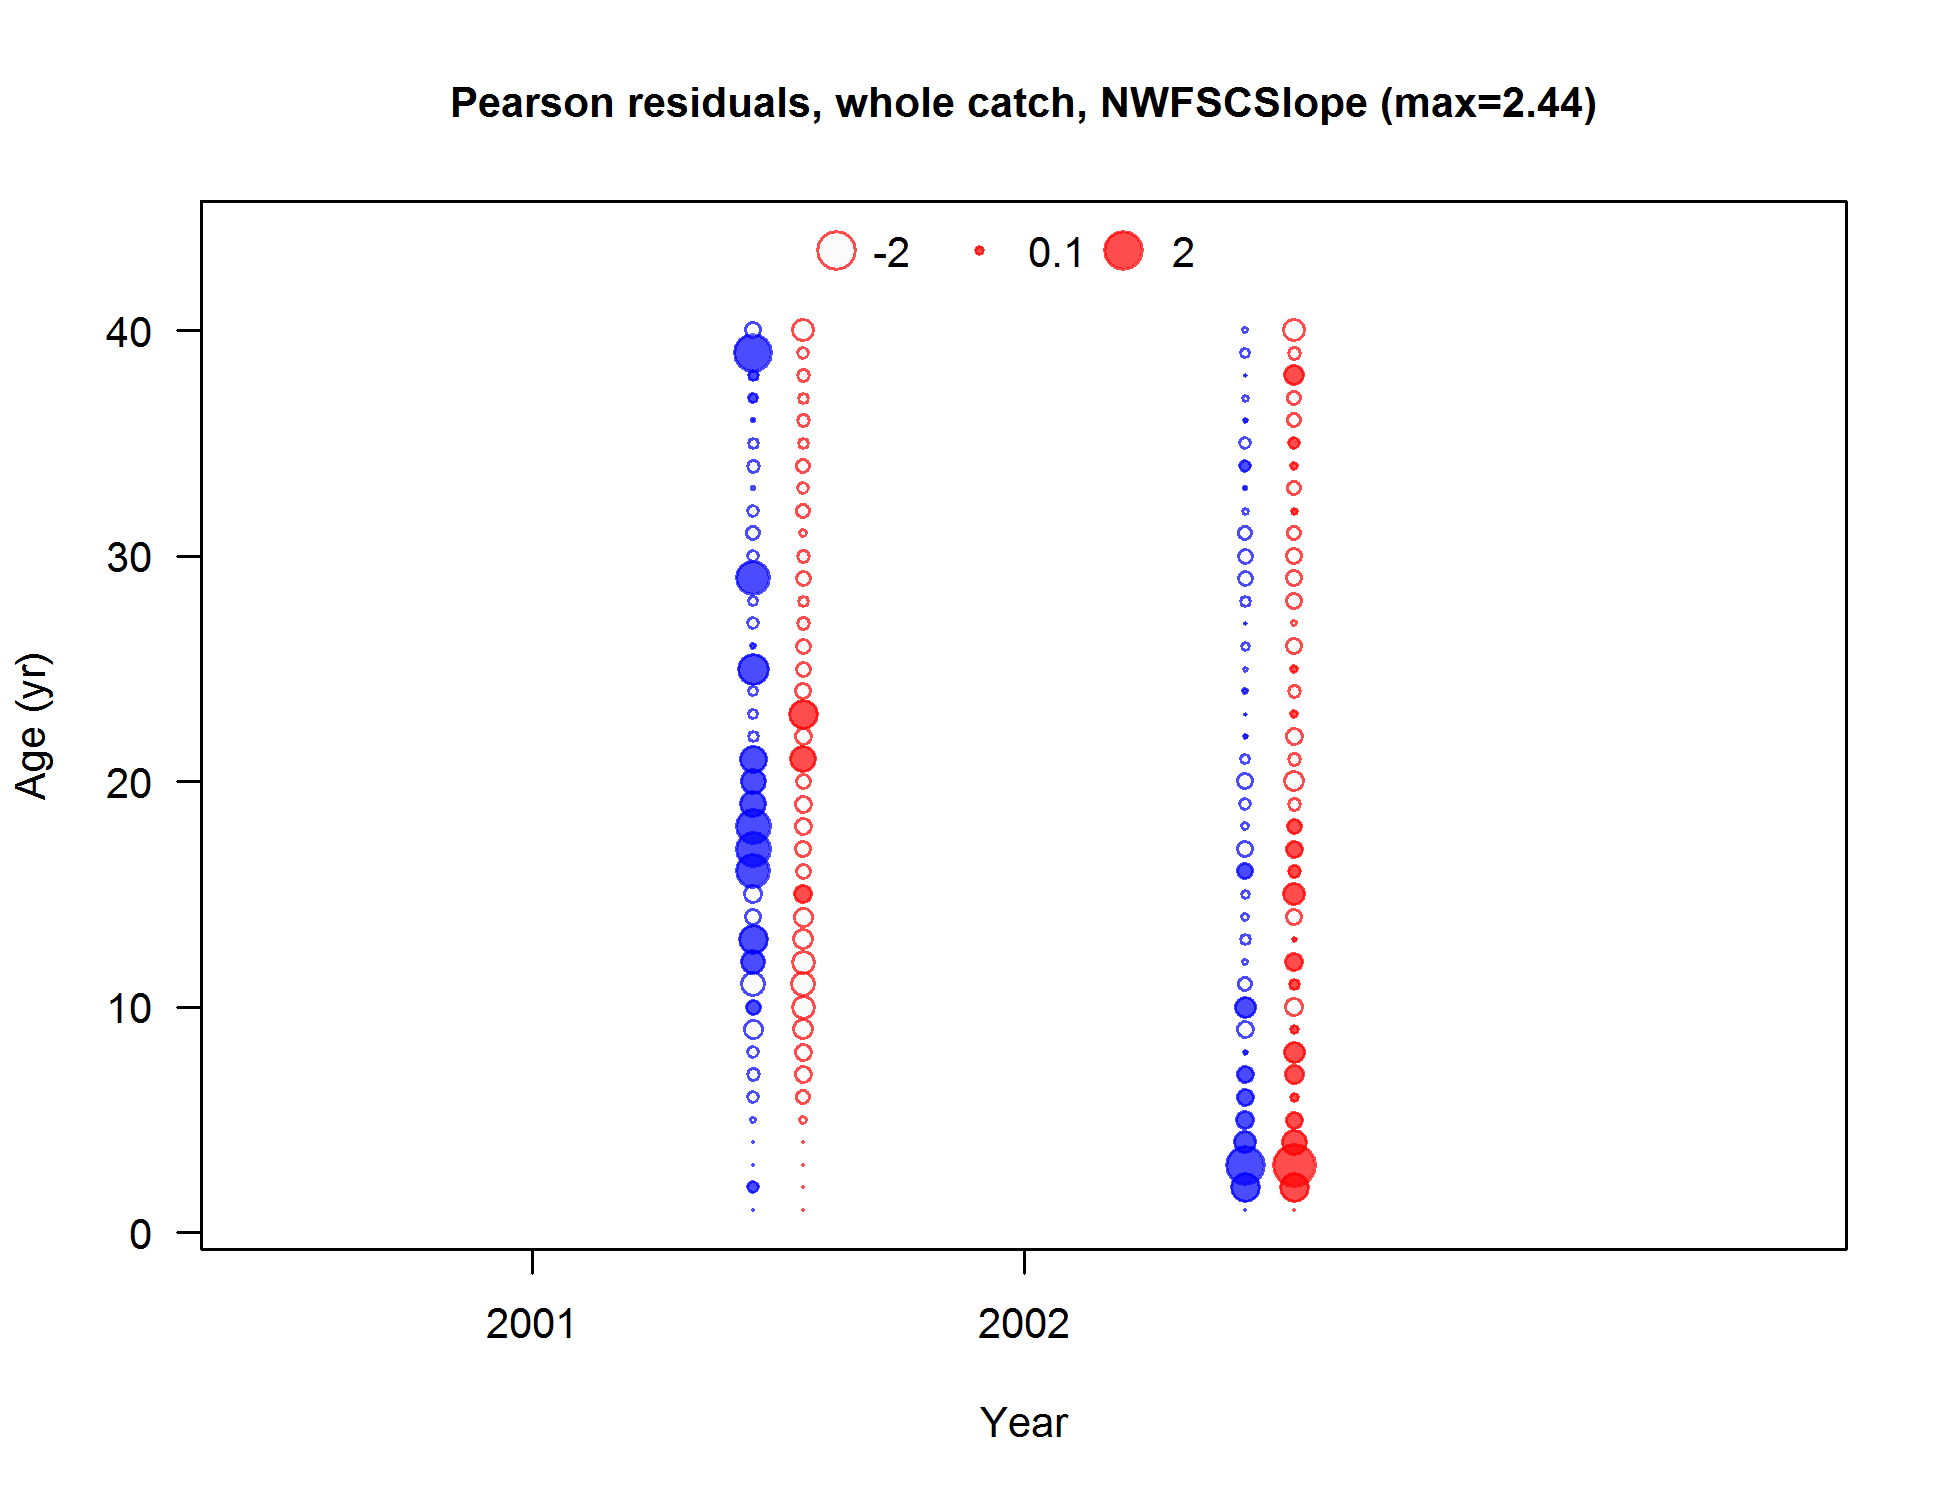 Pearson residuals, whole catch, NWFSCSlope (max=2.44)
-2 0.1 2
40
30
20
10
0
Age (yr)
2001 2002
Year